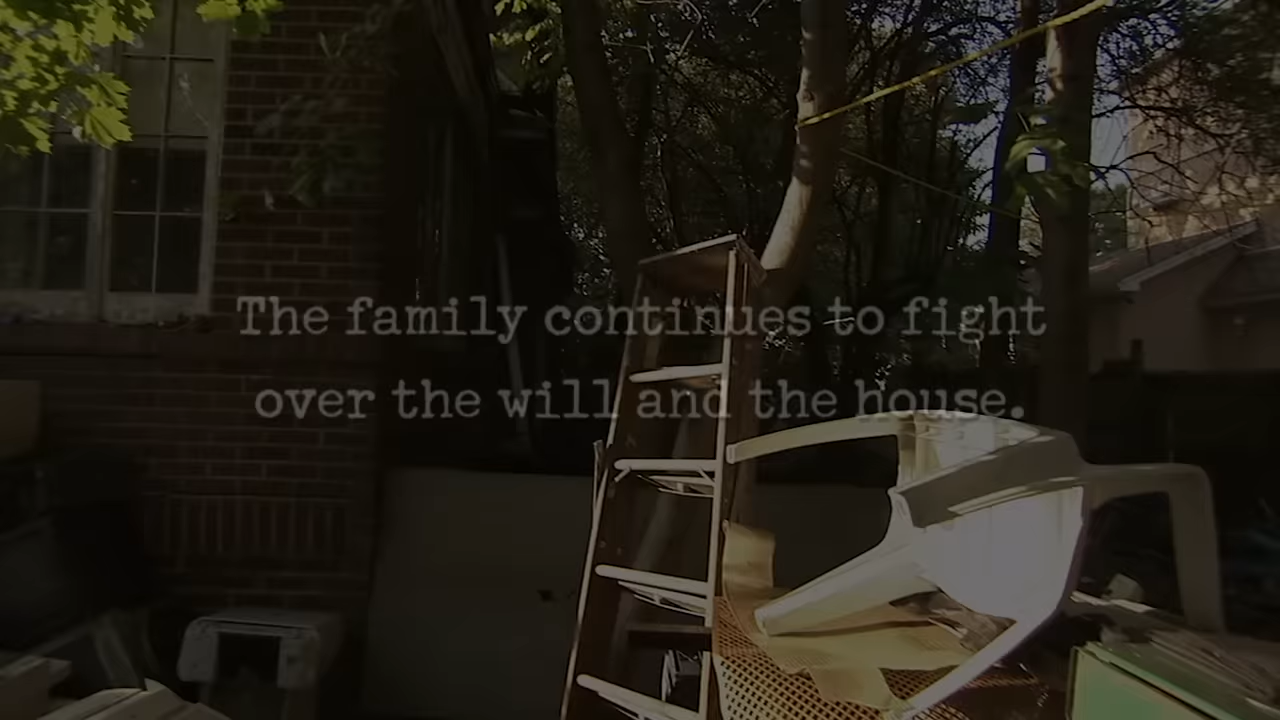 The family continues to fight
over the will and the house.